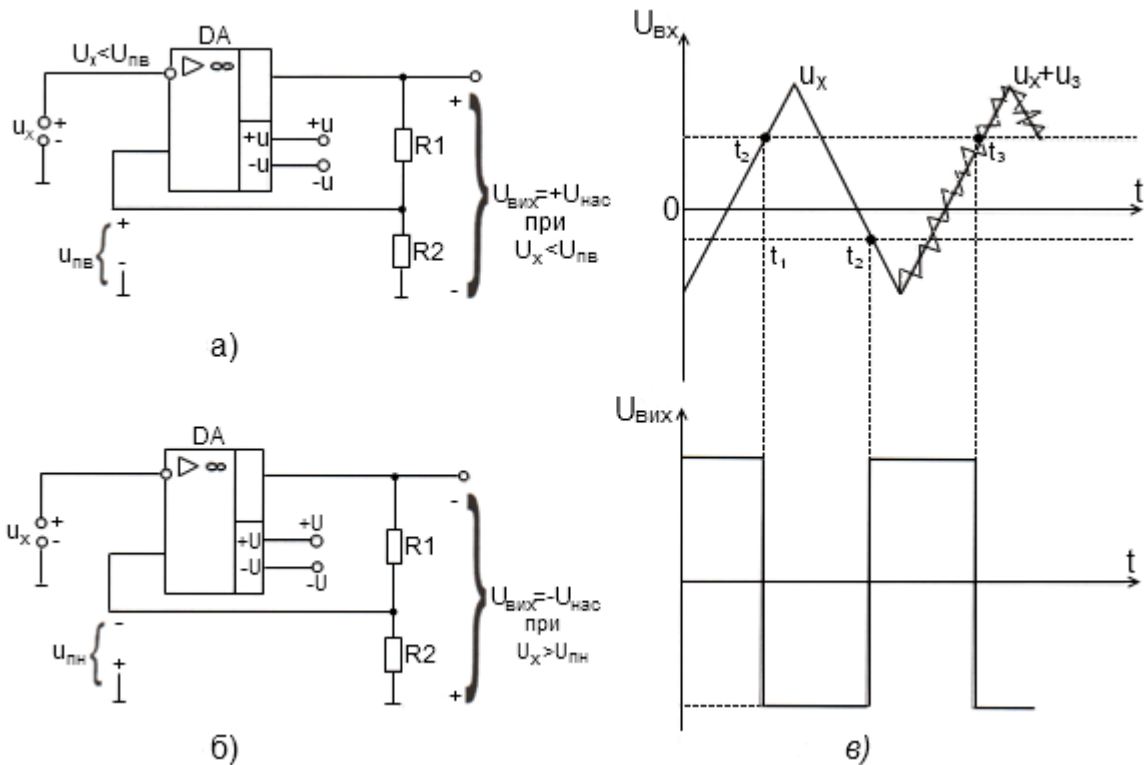 DA
Uₓ<Uпв
▷ ∞
uₓ
+
-
+u
-u
+u
-u
R1
R2
+
-
uпв
+
-
Uвих=+Uнас
при
Uₓ<Uпв
а)
DA
▷ ∞
uₓ
+
-
+U
-U
+U
-U
R1
R2
-
+
uпн
-
+
Uвих=-Uнас
при
Uₓ>Uпн
б)
Uвх
uₓ
uₓ+uз
t₂
t₃
t
0
t₁
t₂
Uвих
t
в)